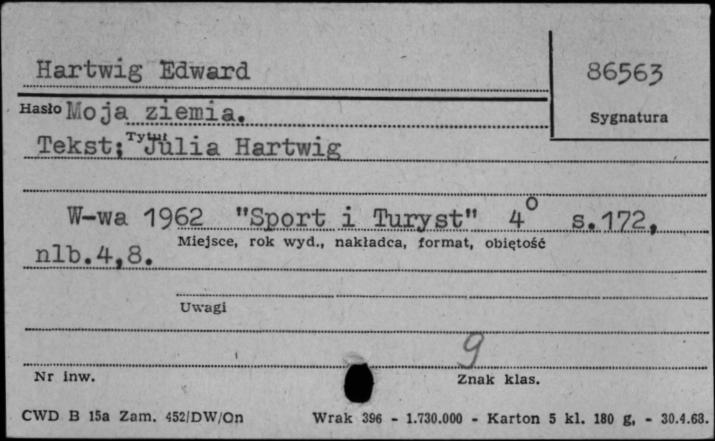 Hartwig Edward
86563
Hasło Moja ziemia.
Sygnatura
Tytuł
Tekst: Julia Hartwig
W-wa 1962 "Sport i Turyst" 4° s.172,
Miejsce, rok wyd., nakładca, format, objętość
nlb.4,8.
Uwagi
9
Nr inw.
Znak klas.
CWD B 15a Zam. 452/DW/On Wrak 396 - 1.730.000 - Karton 5 kl. 180 g, - 30.4.68.